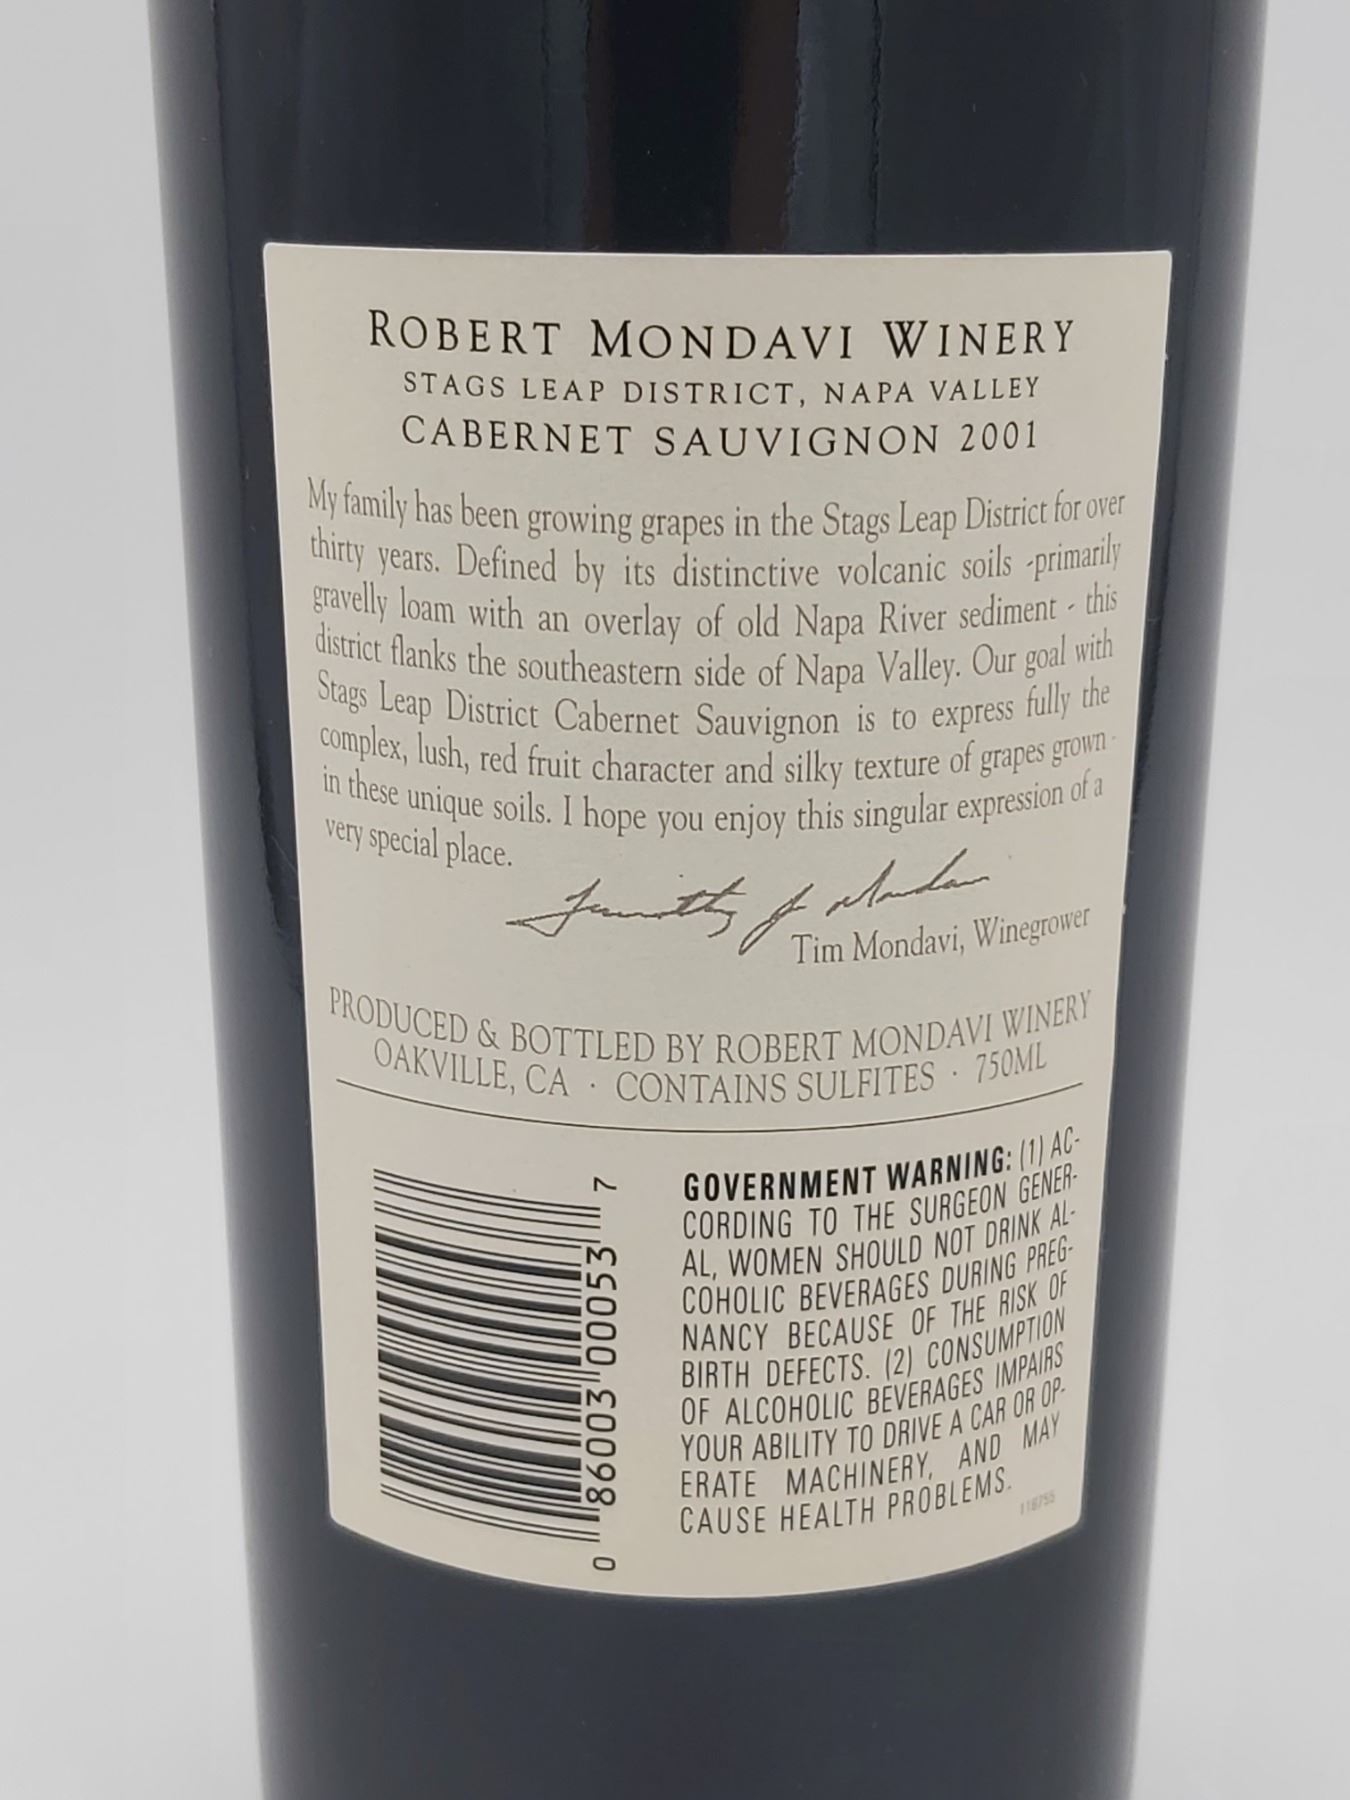 ROBERT MONDAVI WINERY
STAGS LEAP DISTRICT, NAPA VALLEY
CABERNET SAUVIGNON 2001
My family has been growing grapes in the Stags Leap District for over
thirty years. Defined by its distinctive volcanic soils -primarily
gravelly loam with an overlay of old Napa River sediment - this
district flanks the southeastern side of Napa Valley. Our goal with
Stags Leap District Cabernet Sauvignon is to express fully the
complex, lush, red fruit character and silky texture of grapes grown -
in these unique soils. I hope you enjoy this singular expression of a
very special place.
Timothy J Mondavi
Tim Mondavi, Winegrower
PRODUCED & BOTTLED BY ROBERT MONDAVI WINERY
OAKVILLE, CA · CONTAINS SULFITES · 750ML
0 86003 00053 7
GOVERNMENT WARNING: (1) AC-
CORDING TO THE SURGEON GENER-
AL, WOMEN SHOULD NOT DRINK AL-
COHOLIC BEVERAGES DURING PREG-
NANCY BECAUSE OF THE RISK OF
BIRTH DEFECTS. (2) CONSUMPTION
OF ALCOHOLIC BEVERAGES IMPAIRS
YOUR ABILITY TO DRIVE A CAR OR OP-
ERATE MACHINERY, AND MAY
CAUSE HEALTH PROBLEMS.
118755